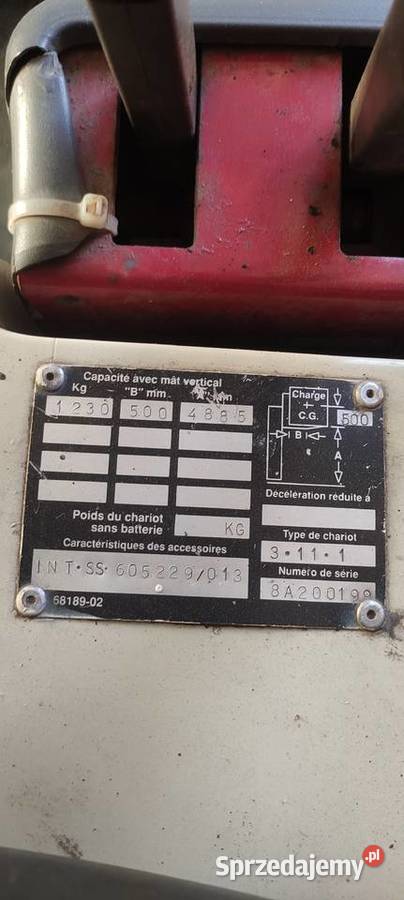 Capacité avec mât vertical
Kg "B" mm "A" mm
1230 500 4885
Charge
+
C.G.
500
B
A
Décélération réduite à
Poids du chariot
sans batterie
KG
Type de chariot
3·11·1
Caractéristiques des accessoires
INT·SS·605229/013
Numéro de série
8A200199
68189-02
Sprzedajemy.pl